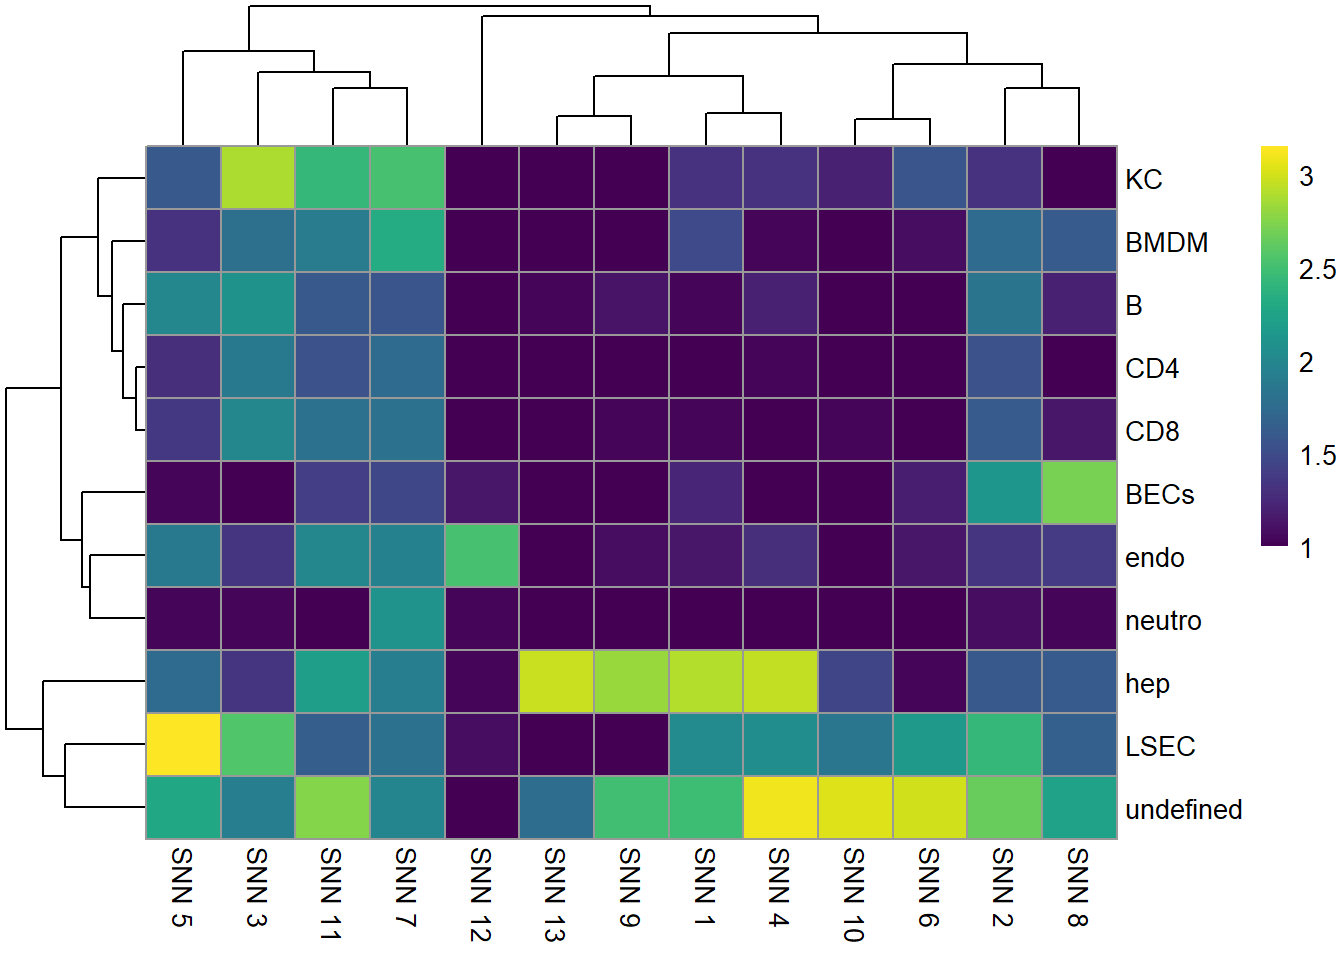 KC
BMDM
B
CD4
CD8
BECs
endo
neutro
hep
LSEC
undefined
3
2.5
2
1.5
1
SNN 5
SNN 3
SNN 11
SNN 7
SNN 12
SNN 13
SNN 9
SNN 1
SNN 4
SNN 10
SNN 6
SNN 2
SNN 8